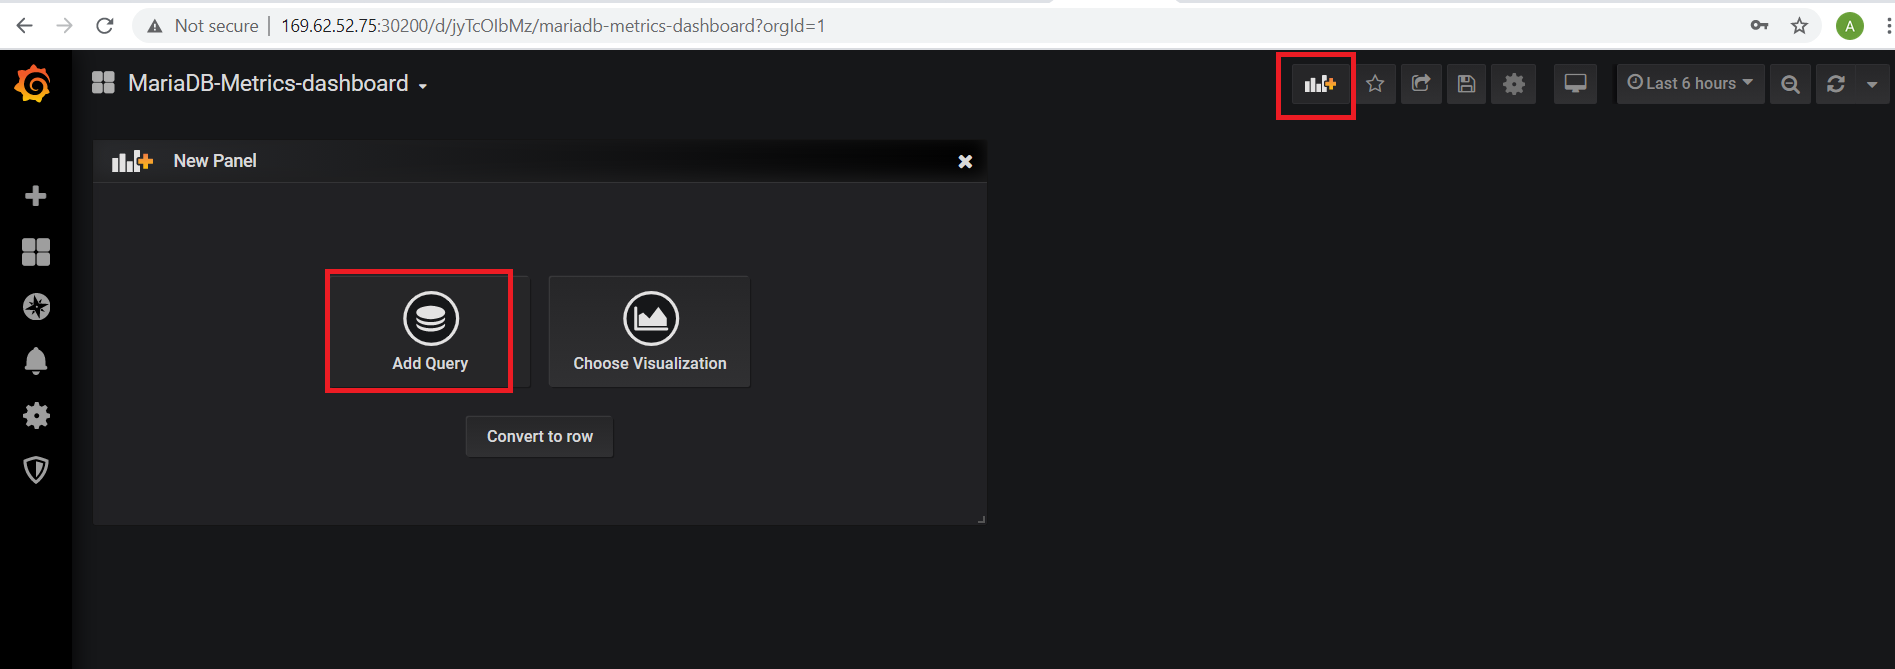 Not secure | 169.62.52.75:30200/d/jyTcOIbMz/mariadb-metrics-dashboard?orgId=1
A
MariaDB-Metrics-dashboard
Last 6 hours
New Panel
Add Query
Choose Visualization
Convert to row